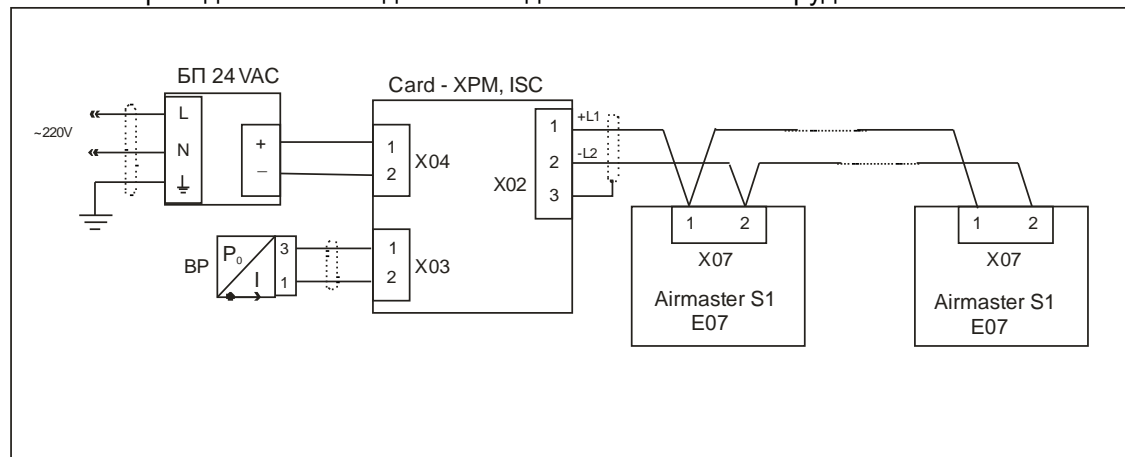 БП 24 VAC
Card - XPM, ISC
~220V
L
N
+
–
1
2
X04
X02
1
2
3
+L1
-L2
BP
P₀
I
3
1
1
2
X03
1 2
X07
Airmaster S1
E07
1 2
X07
Airmaster S1
E07